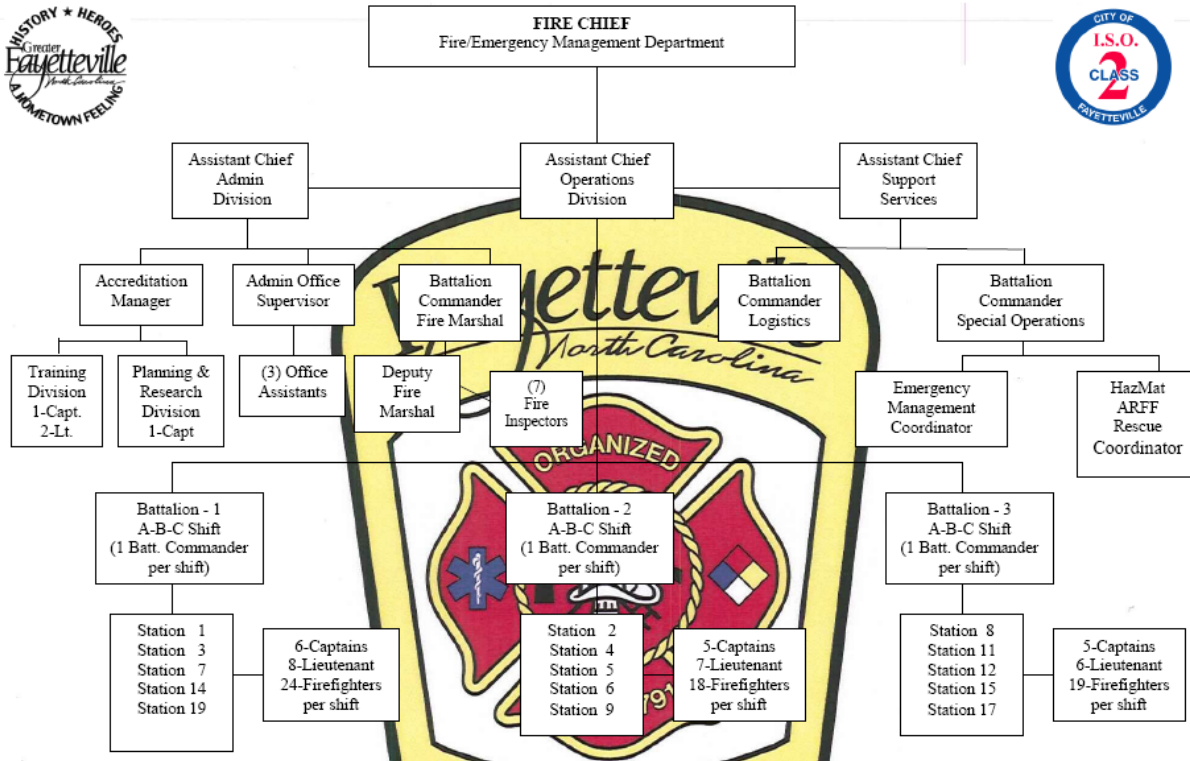 HISTORY ★ HEROES
Greater
Fayetteville
North Carolina
A HOMETOWN FEELING
FIRE CHIEF
Fire/Emergency Management Department
CITY OF
I.S.O.
2
CLASS
FAYETTEVILLE
Assistant Chief
Admin
Division
Assistant Chief
Operations
Division
Assistant Chief
Support
Services
Accreditation
Manager
Admin Office
Supervisor
Battalion
Commander
Fire Marshal
Battalion
Commander
Logistics
Battalion
Commander
Special Operations
North Carolina
Training
Division
1-Capt.
2-Lt.
Planning &
Research
Division
1-Capt
(3) Office
Assistants
Deputy
Fire
Marshal
(7)
Fire
Inspectors
Emergency
Management
Coordinator
HazMat
ARFF
Rescue
Coordinator
ORGANIZED
Battalion - 1
A-B-C Shift
(1 Batt. Commander
per shift)
Battalion - 2
A-B-C Shift
(1 Batt. Commander
per shift)
Battalion - 3
A-B-C Shift
(1 Batt. Commander
per shift)
Station 1
Station 3
Station 7
Station 14
Station 19
6-Captains
8-Lieutenant
24-Firefighters
per shift
Station 2
Station 4
Station 5
Station 6
Station 9
5-Captains
7-Lieutenant
18-Firefighters
per shift
Station 8
Station 11
Station 12
Station 15
Station 17
5-Captains
6-Lieutenant
19-Firefighters
per shift